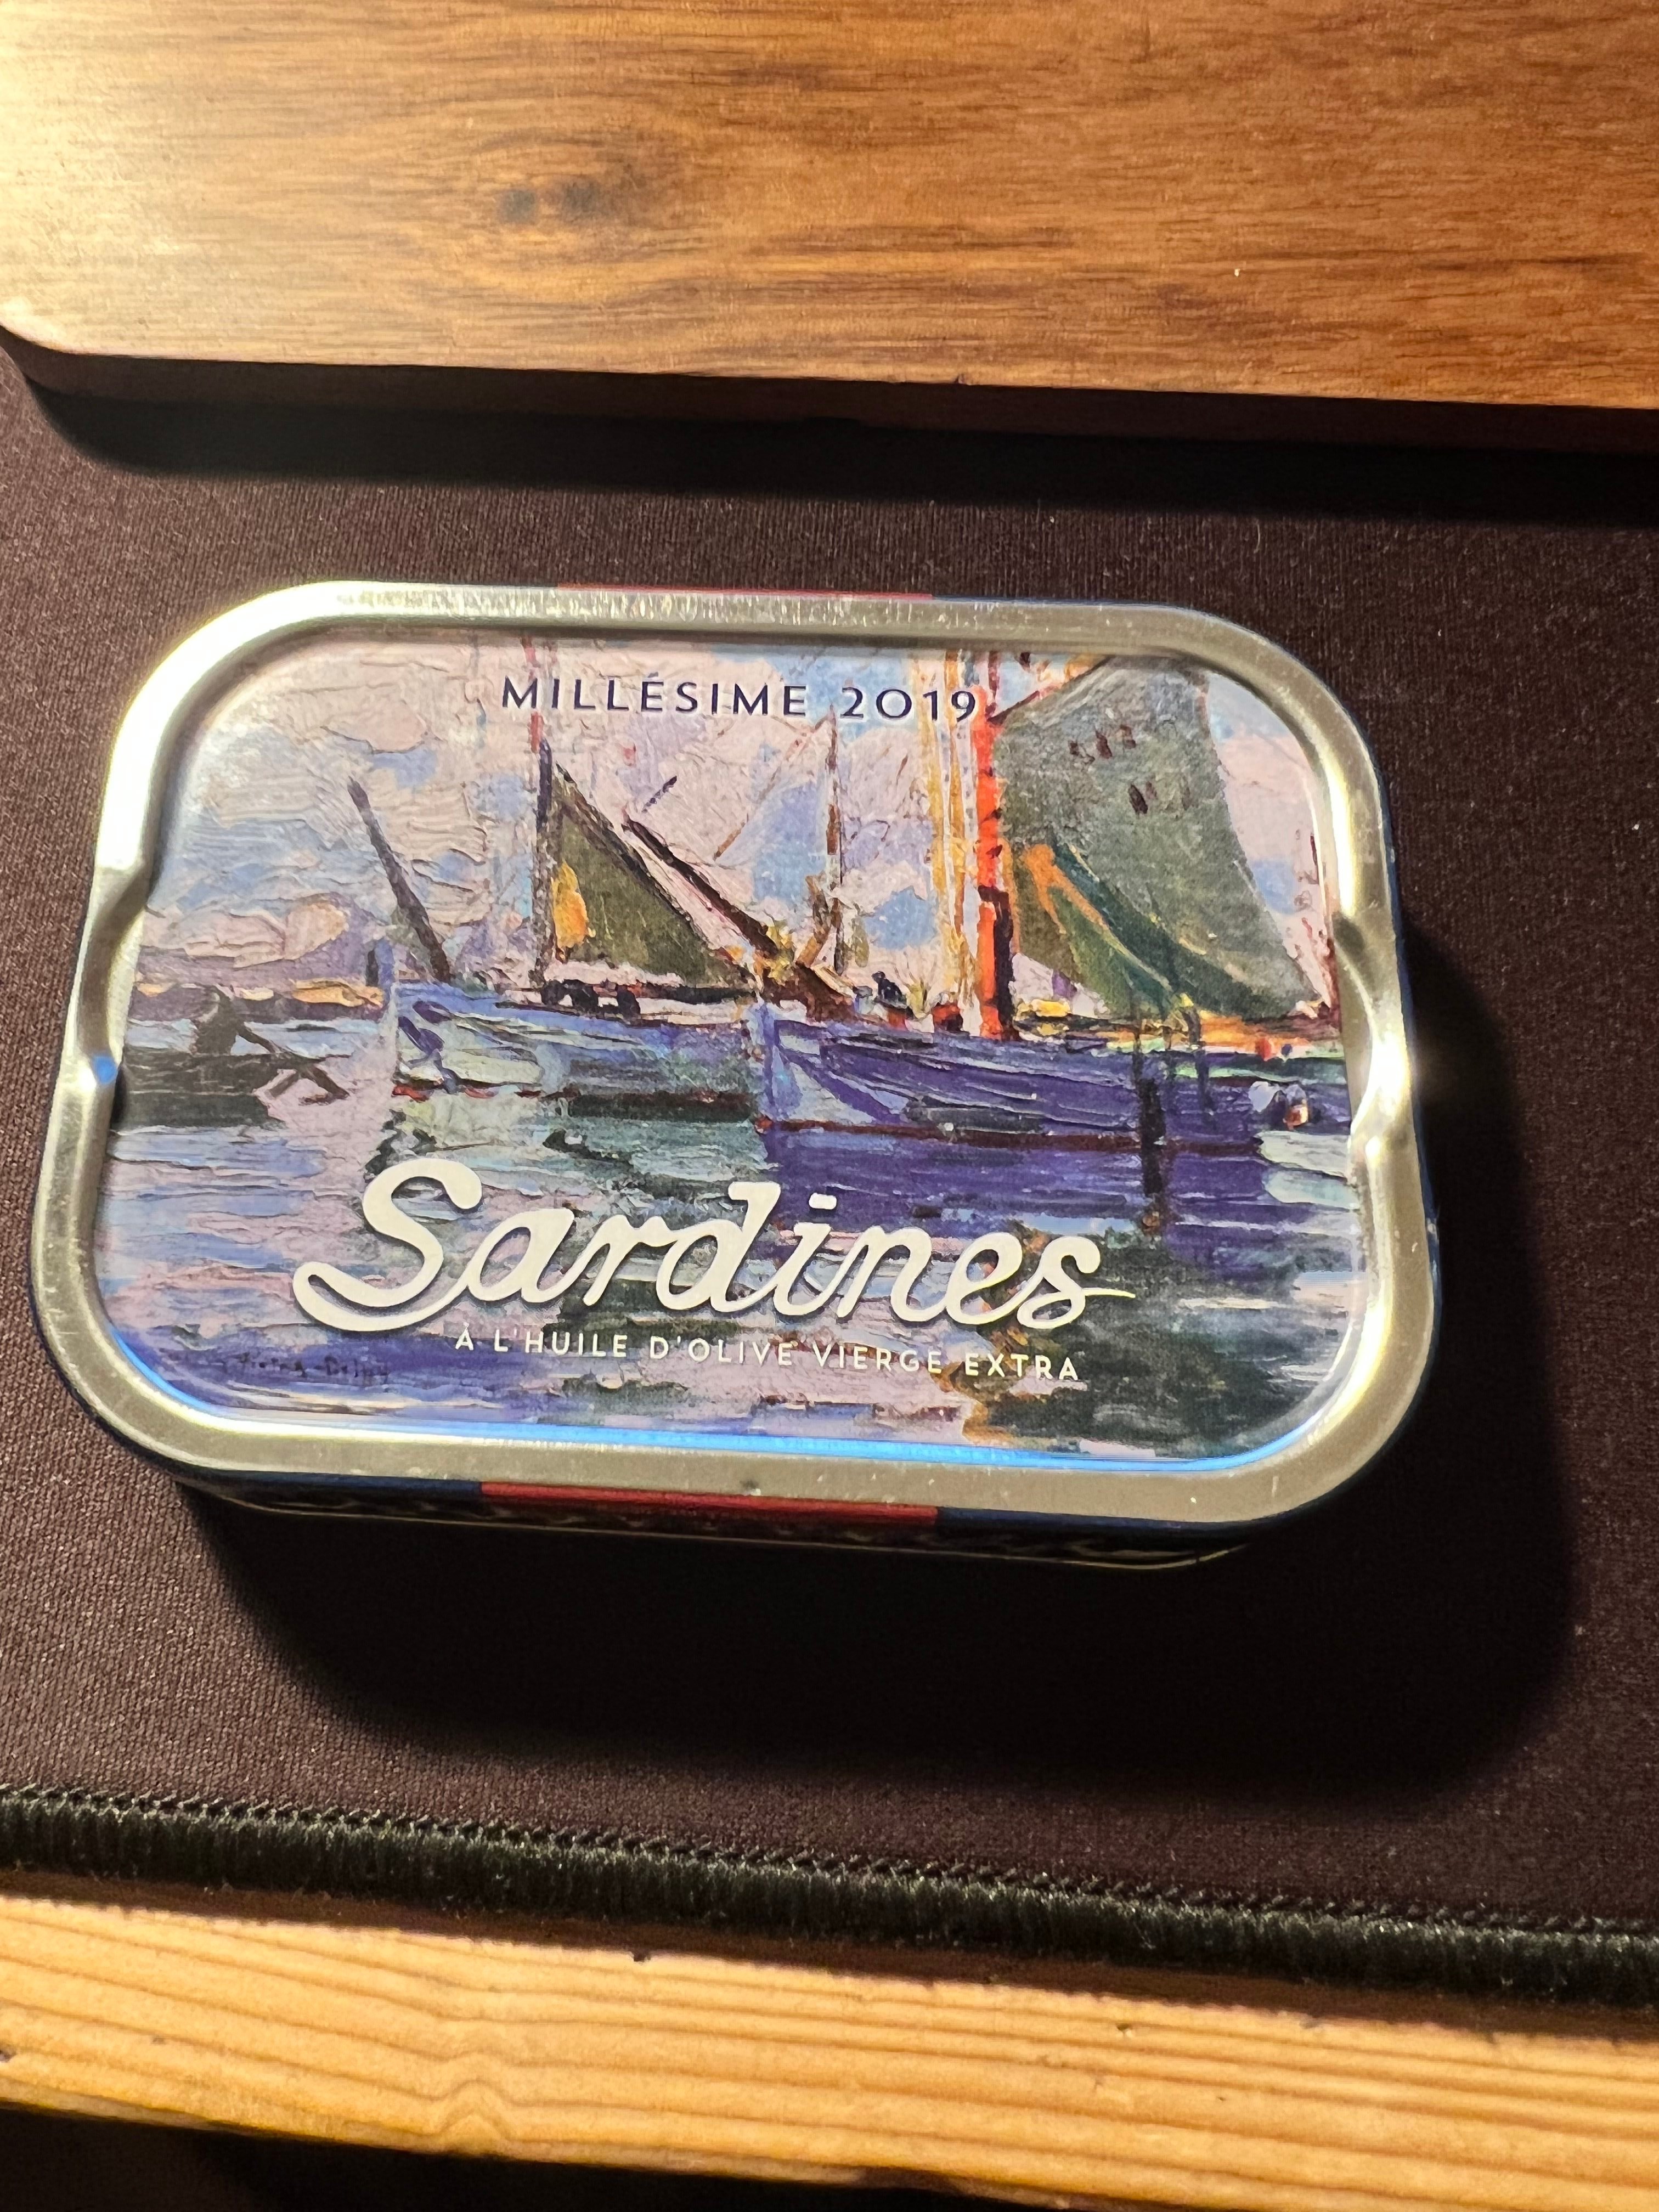 MILLÉSIME 2019
Sardines
À L'HUILE D'OLIVE VIERGE EXTRA